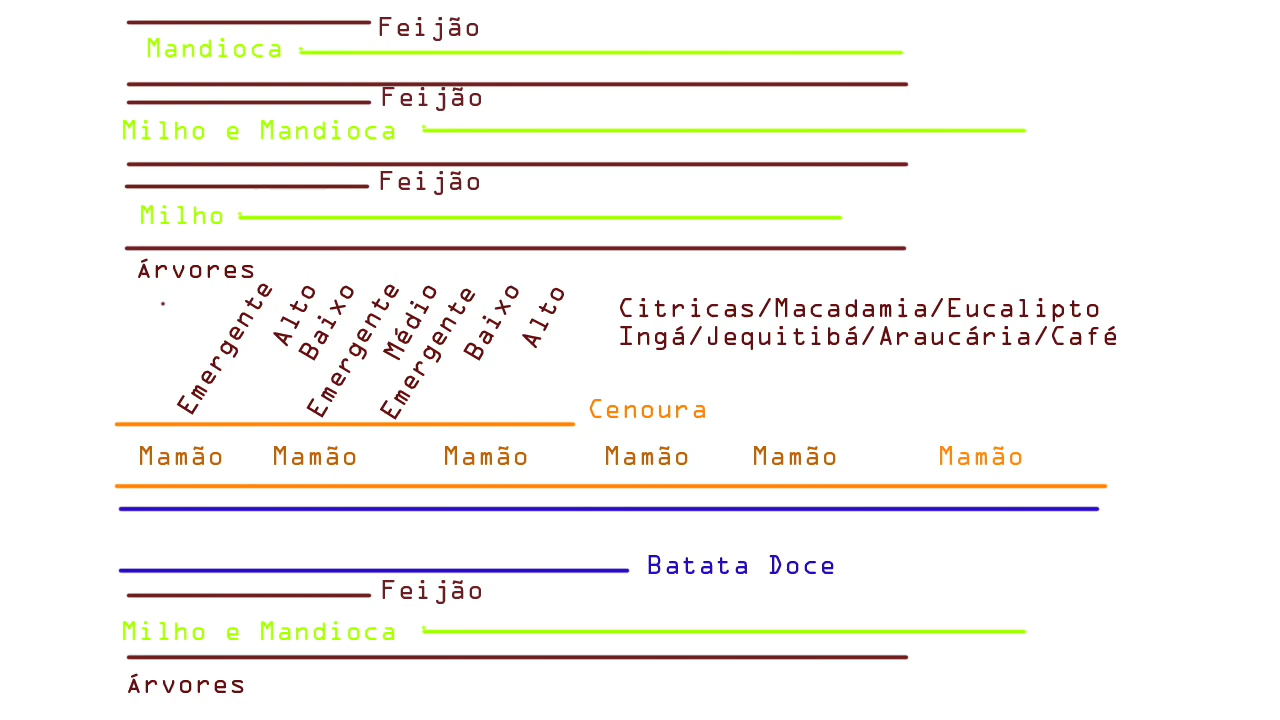 Feijão
Mandioca
Feijão
Milho e Mandioca
Feijão
Milho
Árvores
Emergente
Alto
Baixo
Emergente
Médio
Emergente
Baixo
Alto
Citricas/Macadamia/Eucalipto
Ingá/Jequitibá/Araucária/Café
Cenoura
Mamão Mamão Mamão Mamão Mamão Mamão
Batata Doce
Feijão
Milho e Mandioca
Árvores